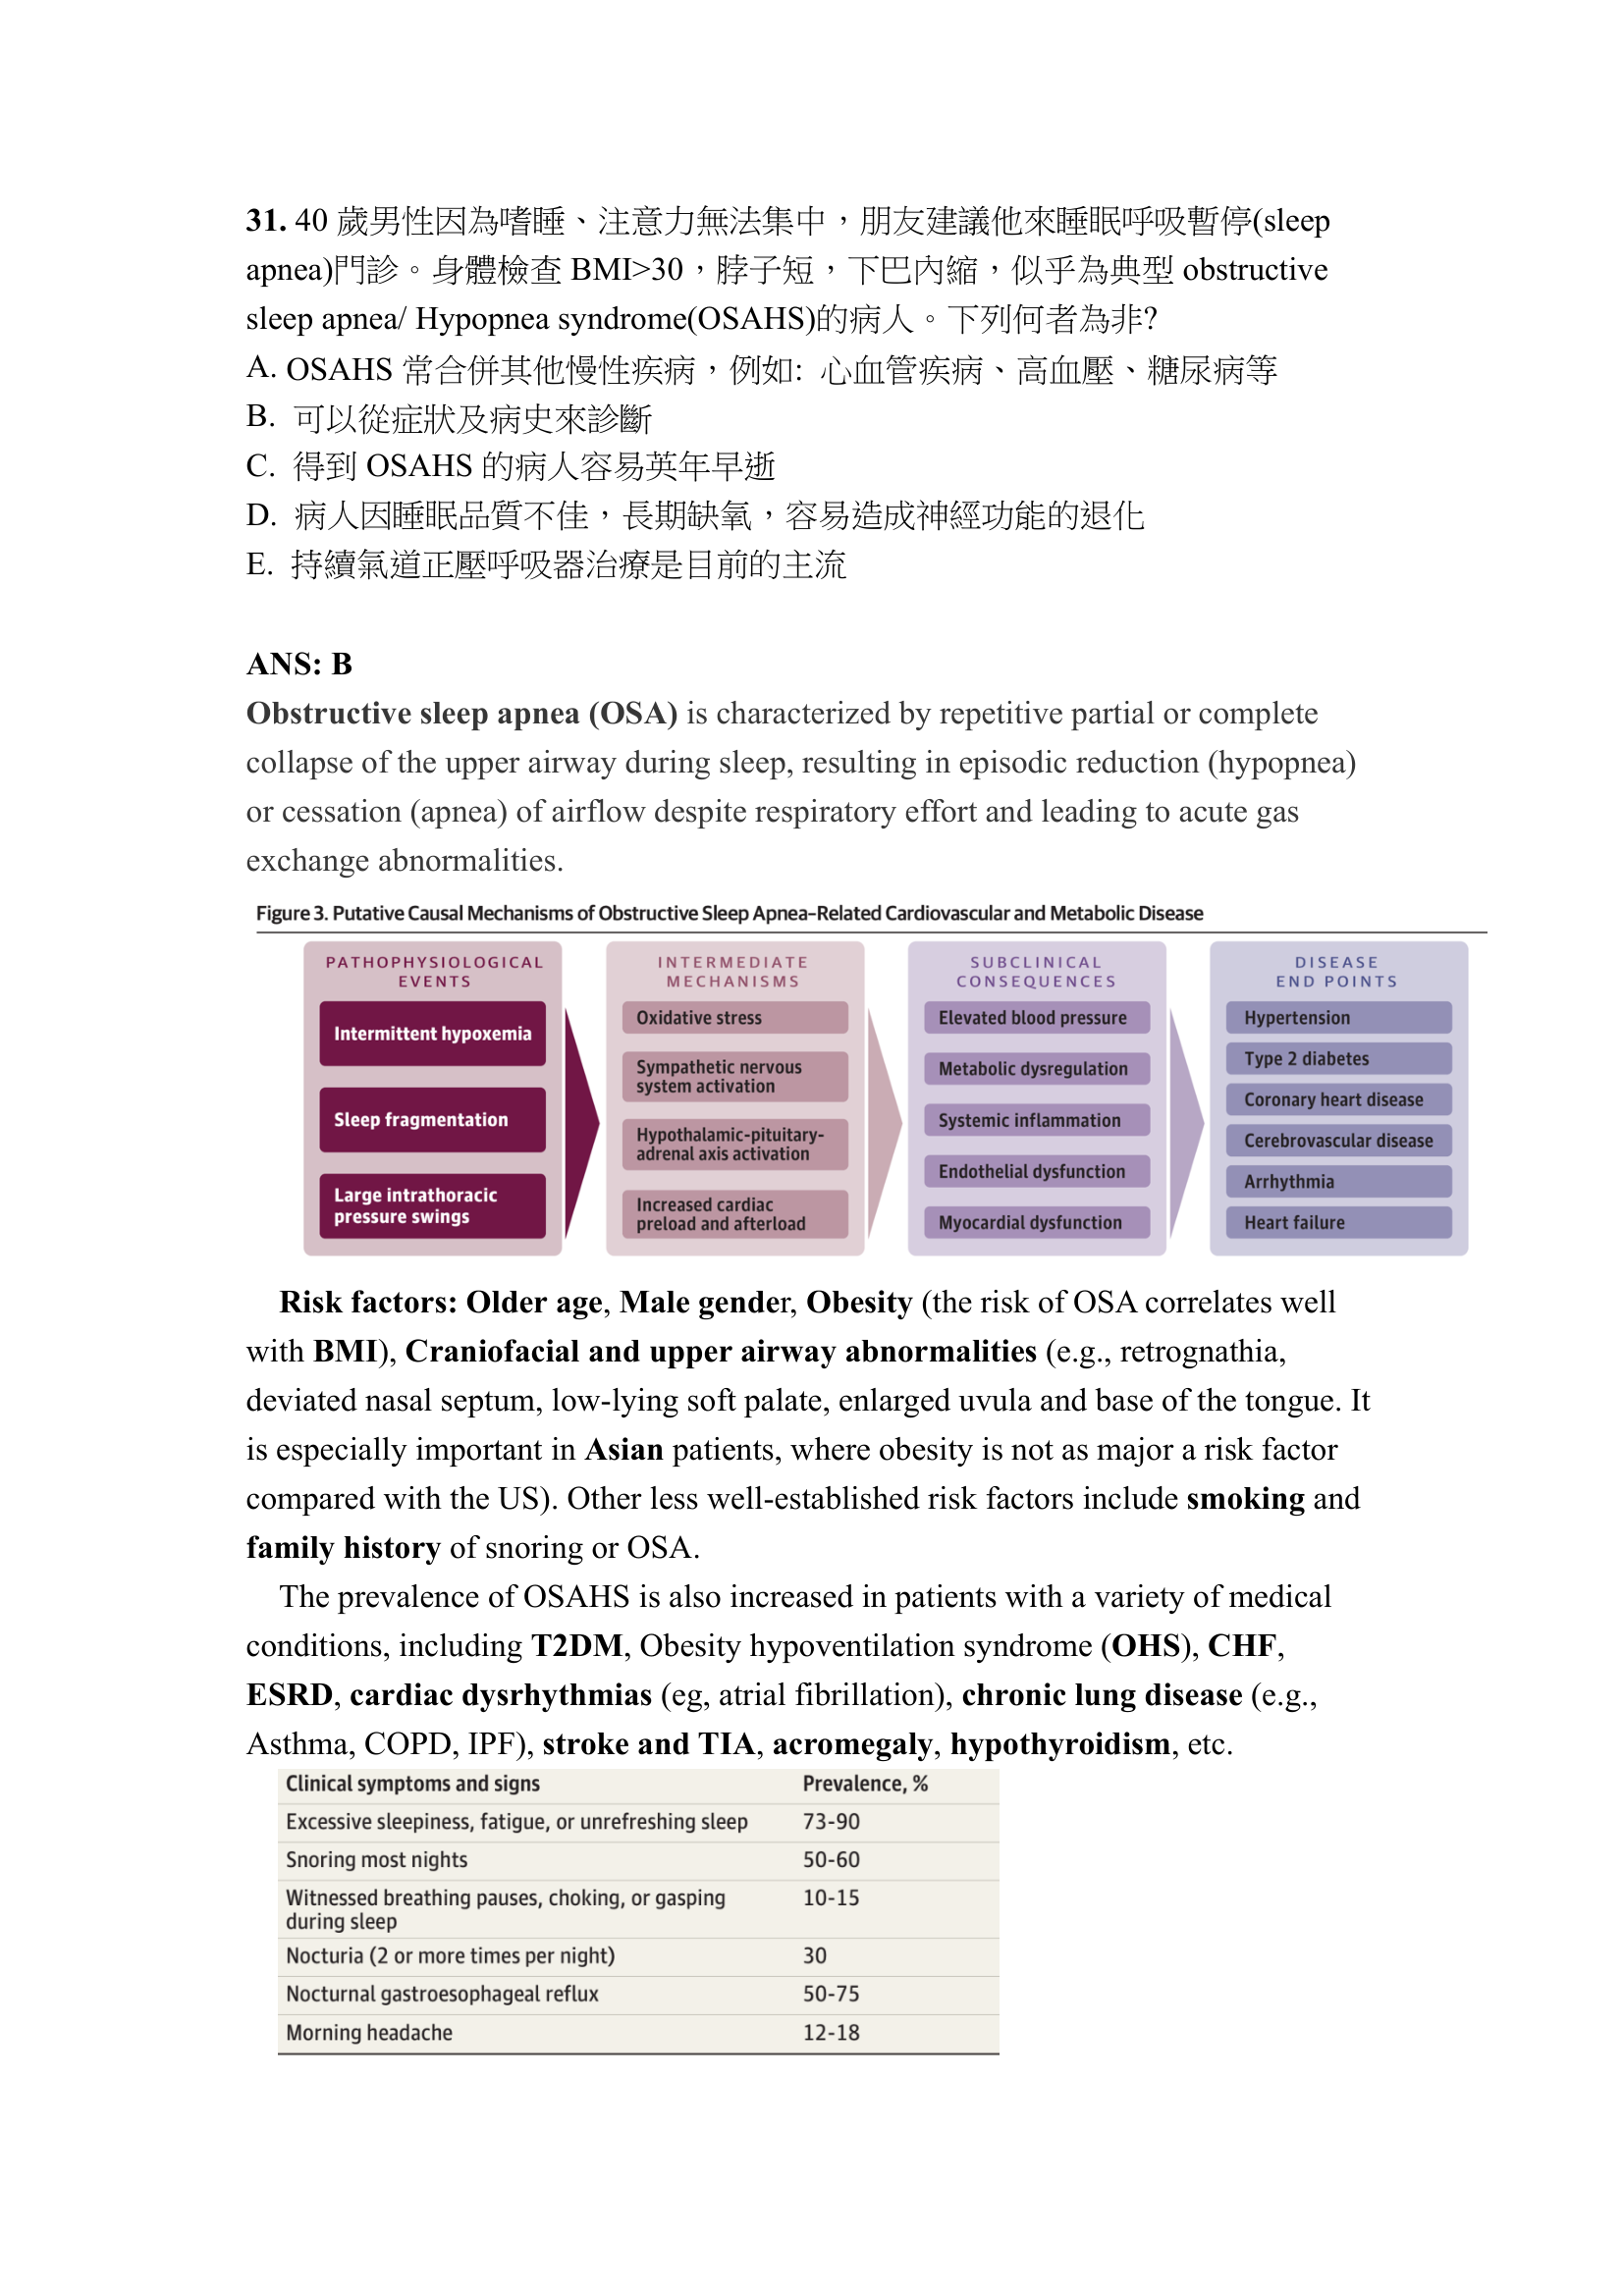 31. 40 歲男性因為嗜睡、注意力無法集中，朋友建議他來睡眠呼吸暫停(sleep
apnea)門診。身體檢查 BMI>30，脖子短，下巴內縮，似乎為典型 obstructive
sleep apnea/ Hypopnea syndrome(OSAHS)的病人。下列何者為非?
A. OSAHS 常合併其他慢性疾病，例如: 心血管疾病、高血壓、糖尿病等
B. 可以從症狀及病史來診斷
C. 得到 OSAHS 的病人容易英年早逝
D. 病人因睡眠品質不佳，長期缺氧，容易造成神經功能的退化
E. 持續氣道正壓呼吸器治療是目前的主流
ANS: B
Obstructive sleep apnea (OSA) is characterized by repetitive partial or complete
collapse of the upper airway during sleep, resulting in episodic reduction (hypopnea)
or cessation (apnea) of airflow despite respiratory effort and leading to acute gas
exchange abnormalities.
Figure 3. Putative Causal Mechanisms of Obstructive Sleep Apnea–Related Cardiovascular and Metabolic Disease
PATHOPHYSIOLOGICAL
EVENTS
Intermittent hypoxemia
Sleep fragmentation
Large intrathoracic
pressure swings
INTERMEDIATE
MECHANISMS
Oxidative stress
Sympathetic nervous
system activation
Hypothalamic-pituitary-
adrenal axis activation
Increased cardiac
preload and afterload
SUBCLINICAL
CONSEQUENCES
Elevated blood pressure
Metabolic dysregulation
Systemic inflammation
Endothelial dysfunction
Myocardial dysfunction
DISEASE
END POINTS
Hypertension
Type 2 diabetes
Coronary heart disease
Cerebrovascular disease
Arrhythmia
Heart failure
Risk factors: Older age, Male gender, Obesity (the risk of OSA correlates well
with BMI), Craniofacial and upper airway abnormalities (e.g., retrognathia,
deviated nasal septum, low-lying soft palate, enlarged uvula and base of the tongue. It
is especially important in Asian patients, where obesity is not as major a risk factor
compared with the US). Other less well-established risk factors include smoking and
family history of snoring or OSA.
The prevalence of OSAHS is also increased in patients with a variety of medical
conditions, including T2DM, Obesity hypoventilation syndrome (OHS), CHF,
ESRD, cardiac dysrhythmias (eg, atrial fibrillation), chronic lung disease (e.g.,
Asthma, COPD, IPF), stroke and TIA, acromegaly, hypothyroidism, etc.
Clinical symptoms and signs Prevalence, %
Excessive sleepiness, fatigue, or unrefreshing sleep 73-90
Snoring most nights 50-60
Witnessed breathing pauses, choking, or gasping 10-15
during sleep
Nocturia (2 or more times per night) 30
Nocturnal gastroesophageal reflux 50-75
Morning headache 12-18